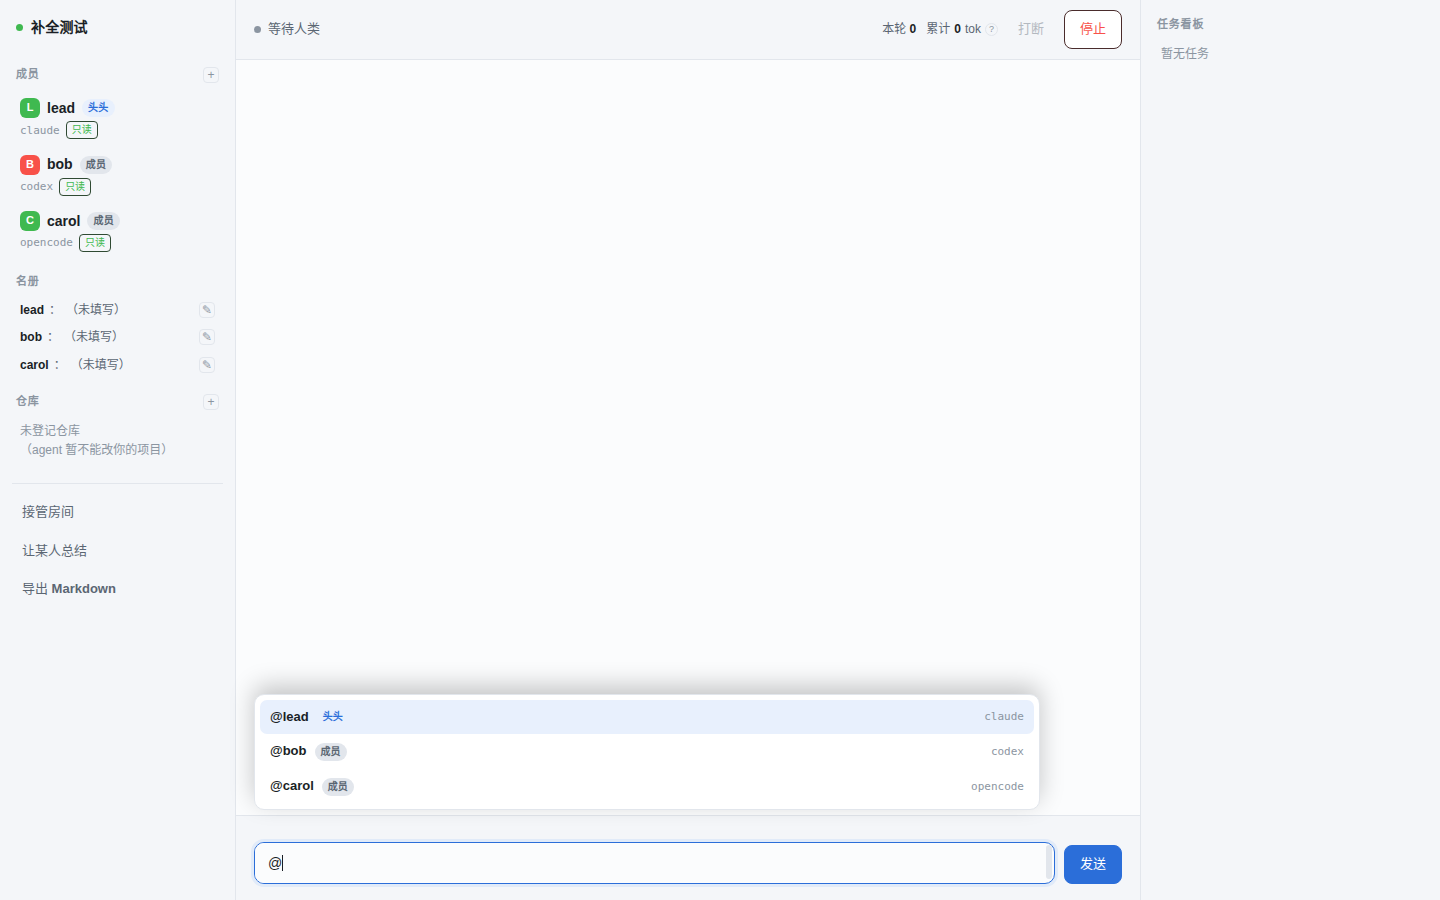 补全测试
成员
+
L lead 头头
claude 只读
B bob 成员
codex 只读
C carol 成员
opencode 只读
名册
lead： （未填写） ✎
bob： （未填写） ✎
carol： （未填写） ✎
仓库
+
未登记仓库
（agent 暂不能改你的项目）
接管房间
让某人总结
导出 Markdown
等待人类
本轮 0 累计 0 tok ?
打断
停止
@lead 头头 claude
@bob 成员 codex
@carol 成员 opencode
@
发送
任务看板
暂无任务